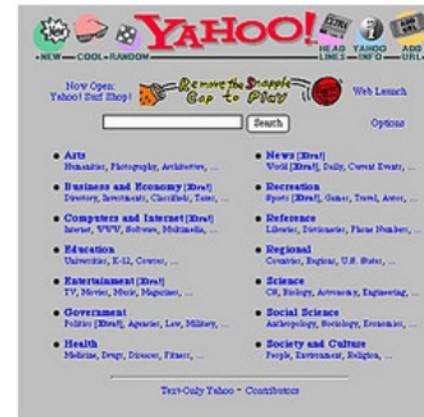 New
YAHOO!
EXTRA
ADD URL
NEW COOL RANDOM HEAD LINES YAHOO INFO ADD URL
Now Open:
Yahoo! Surf Shop!
Remove the Snapple
Cap to Play
Web Launch
Search
Options
Arts
Humanities, Photography, Architecture, ...
Business and Economy [Xtra!]
Directory, Investments, Classifieds, Taxes, ...
Computers and Internet [Xtra!]
Internet, WWW, Software, Multimedia, ...
Education
Universities, K-12, Courses, ...
Entertainment [Xtra!]
TV, Movies, Music, Magazines, ...
Government
Politics [Xtra!], Agencies, Law, Military, ...
Health
Medicine, Drugs, Diseases, Fitness, ...
News [Xtra!]
World [Xtra!], Daily, Current Events, ...
Recreation
Sports [Xtra!], Games, Travel, Autos, ...
Reference
Libraries, Dictionaries, Phone Numbers, ...
Regional
Countries, Regions, U.S. States, ...
Science
CS, Biology, Astronomy, Engineering, ...
Social Science
Anthropology, Sociology, Economics, ...
Society and Culture
People, Environment, Religion, ...
Text-Only Yahoo - Contributors